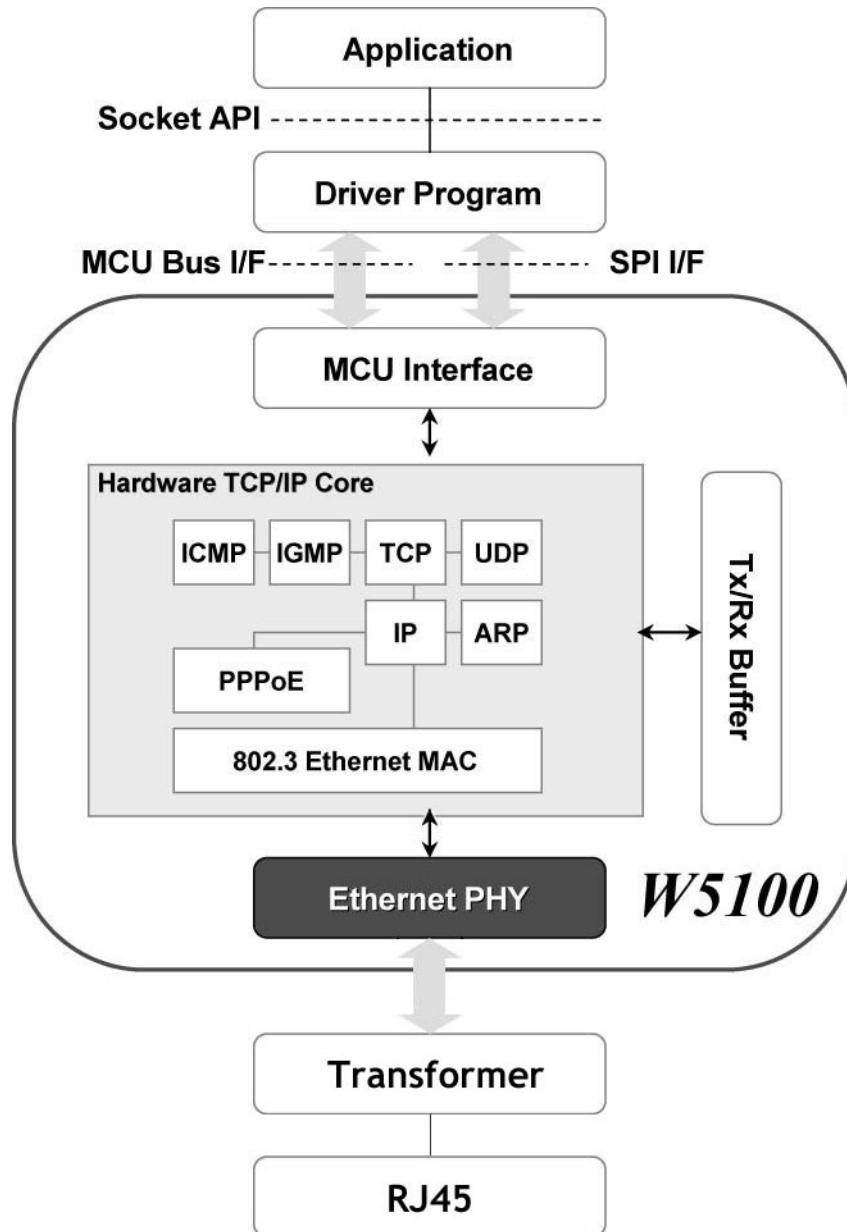 Application
Socket API
Driver Program
MCU Bus I/F
SPI I/F
MCU Interface
Hardware TCP/IP Core
ICMP
IGMP
TCP
UDP
IP
ARP
PPPoE
802.3 Ethernet MAC
Tx/Rx Buffer
Ethernet PHY
W5100
Transformer
RJ45